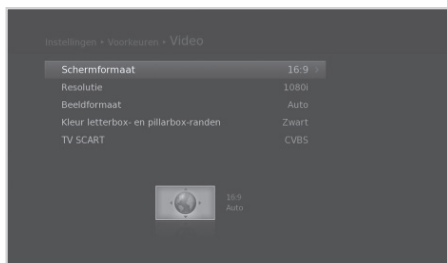 Instellingen • Voorkeuren • Video
Schermformaat 16:9
Resolutie 1080i
Beeldformaat Auto
Kleur letterbox- en pillarbox-randen Zwart
TV SCART CVBS
16:9
Auto